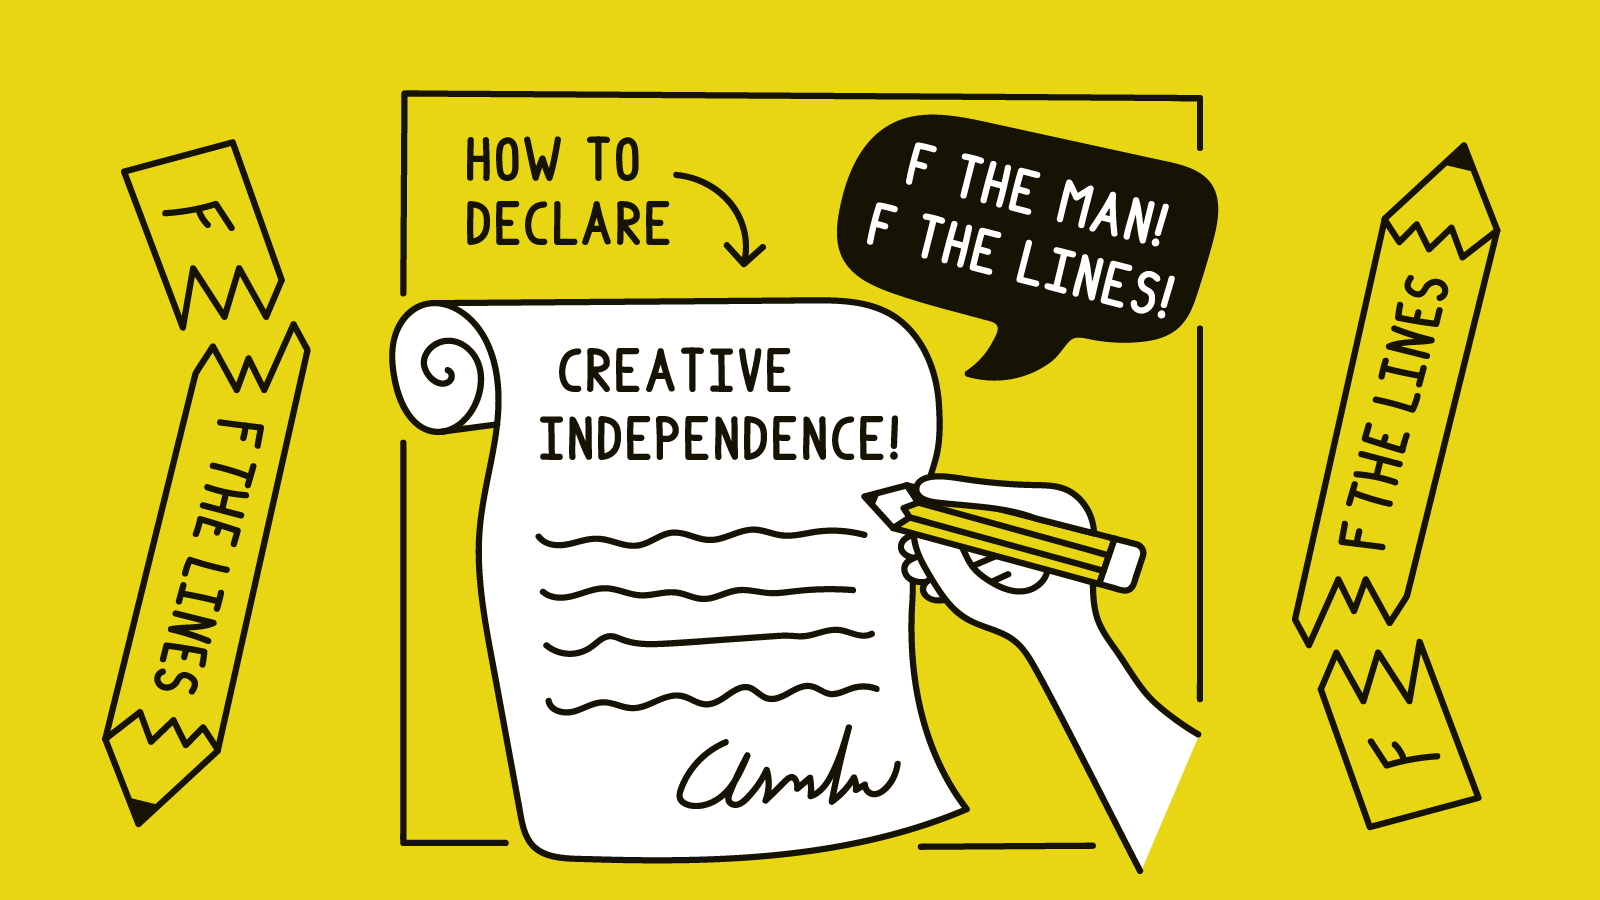 HOW TO
DECLARE
F THE MAN!
F THE LINES!
CREATIVE
INDEPENDENCE!
F
F THE LINES
F THE LINES
F